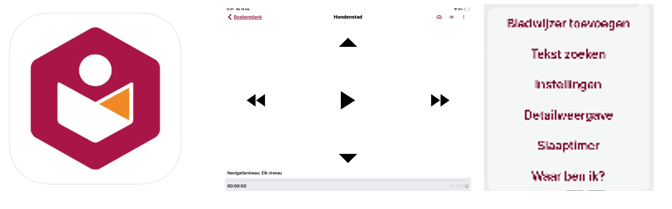 Boekenplank
Hondenstad
Navigatieniveau: Elk niveau
00:00:00
Bladwijzer toevoegen
Tekst zoeken
Instellingen
Detailweergave
Slaaptimer
Waar ben ik?